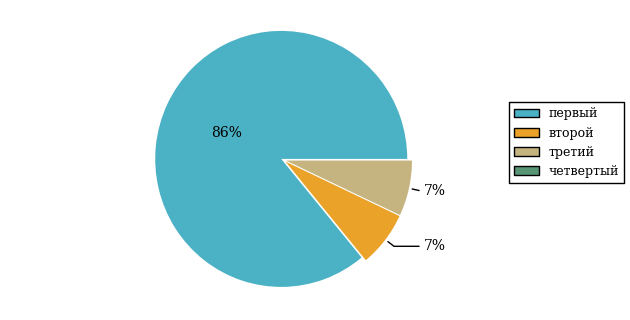 86%
7%
7%
первый
второй
третий
четвертый